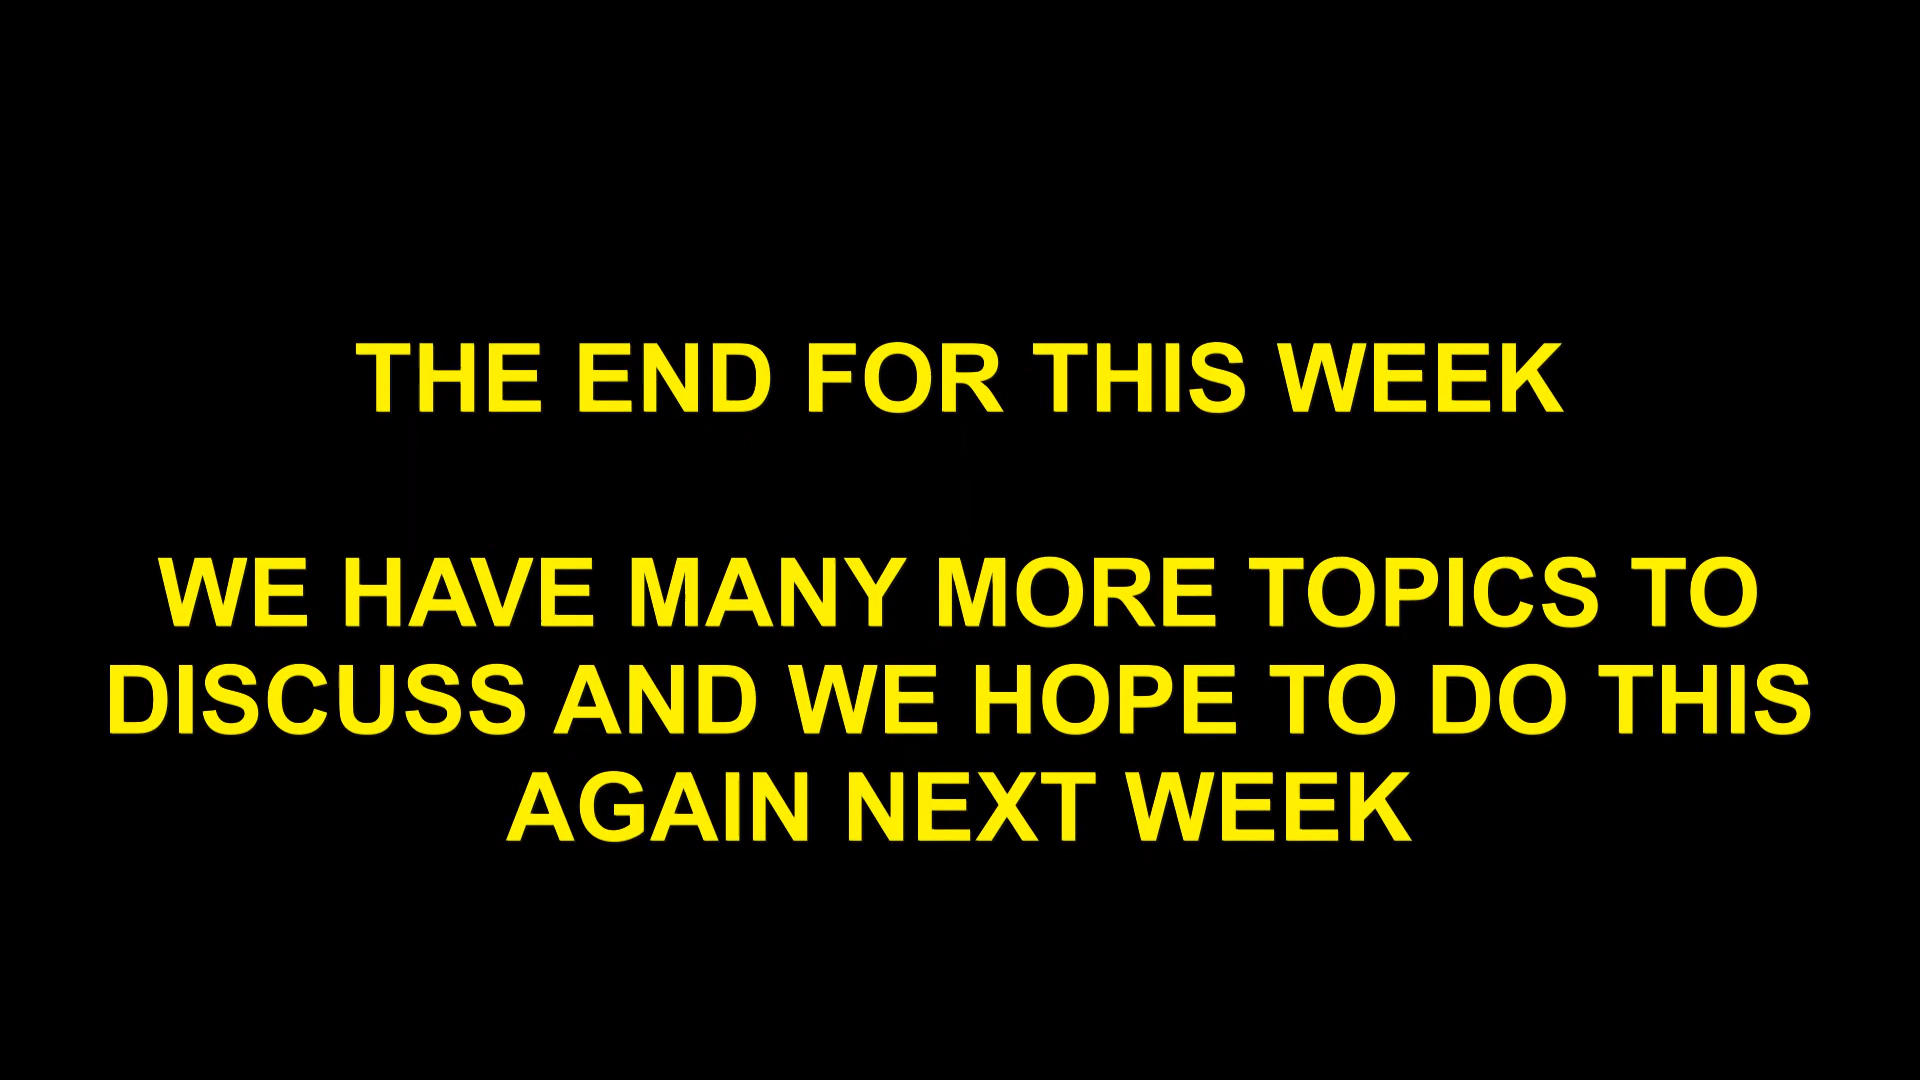 THE END FOR THIS WEEK
WE HAVE MANY MORE TOPICS TO
DISCUSS AND WE HOPE TO DO THIS
AGAIN NEXT WEEK